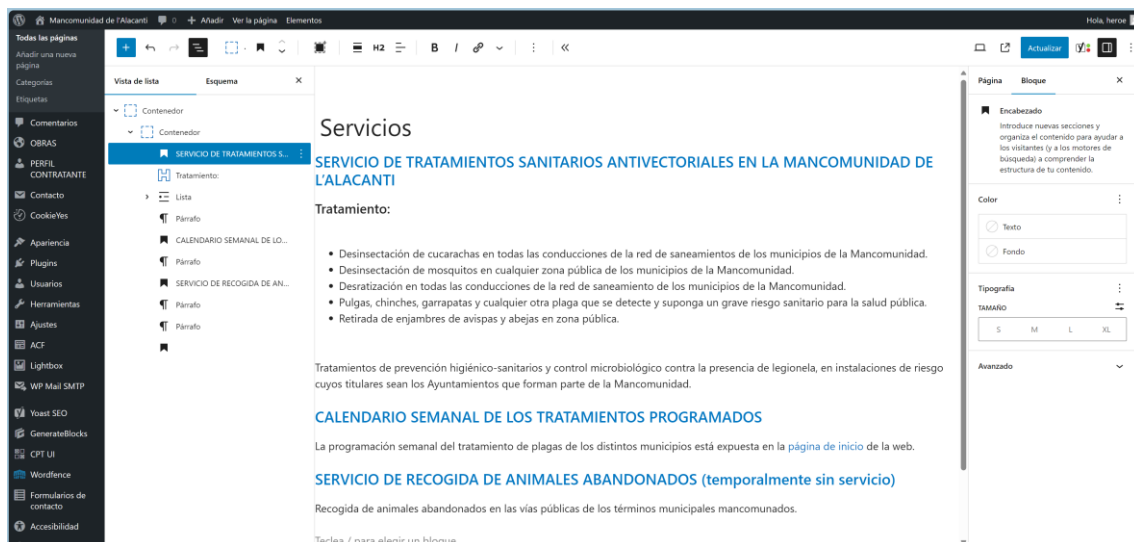 Mancomunidad de l'Alacanti 0 Añadir Ver la página Elementos Hola, heroe
Todas las páginas
Añadir una nueva
página
Categorías
Etiquetas
Comentarios
OBRAS
PERFIL
CONTRATANTE
Contacto
CookieYes
Apariencia
Plugins
Usuarios
Herramientas
Ajustes
ACF
Lightbox
WP Mail SMTP
Yoast SEO
GenerateBlocks
CPT UI
Wordfence
Formularios de
contacto
Accesibilidad
H2 B I Actualizar
Vista de lista Esquema
Contenedor
Contenedor
SERVICIO DE TRATAMIENTOS S...
Tratamiento:
Lista
Párrafo
CALENDARIO SEMANAL DE LO...
Párrafo
SERVICIO DE RECOGIDA DE AN...
Párrafo
Párrafo
Servicios
SERVICIO DE TRATAMIENTOS SANITARIOS ANTIVECTORIALES EN LA MANCOMUNIDAD DE
L'ALACANTI
Tratamiento:
• Desinsectación de cucarachas en todas las conducciones de la red de saneamientos de los municipios de la Mancomunidad.
• Desinsectación de mosquitos en cualquier zona pública de los municipios de la Mancomunidad.
• Desratización en todas las conducciones de la red de saneamiento de los municipios de la Mancomunidad.
• Pulgas, chinches, garrapatas y cualquier otra plaga que se detecte y suponga un grave riesgo sanitario para la salud pública.
• Retirada de enjambres de avispas y abejas en zona pública.
Tratamientos de prevención higiénico-sanitarios y control microbiológico contra la presencia de legionela, en instalaciones de riesgo
cuyos titulares sean los Ayuntamientos que forman parte de la Mancomunidad.
CALENDARIO SEMANAL DE LOS TRATAMIENTOS PROGRAMADOS
La programación semanal del tratamiento de plagas de los distintos municipios está expuesta en la página de inicio de la web.
SERVICIO DE RECOGIDA DE ANIMALES ABANDONADOS (temporalmente sin servicio)
Recogida de animales abandonados en las vías públicas de los términos municipales mancomunados.
Teclea / para elegir un bloque
Página Bloque
Encabezado
Introduce nuevas secciones y
organiza el contenido para ayudar a
los visitantes (y a los motores de
búsqueda) a comprender la
estructura de tu contenido.
Color
Texto
Fondo
Tipografía
TAMAÑO
S M L XL
Avanzado